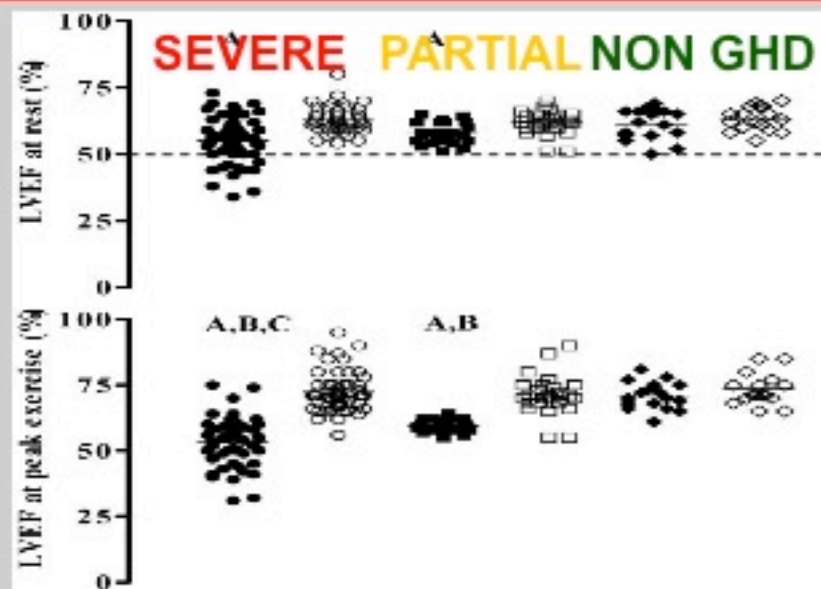 100
A A
SEVERE PARTIAL NON GHD
75
50
25
0
LVEF at rest (%)
100
A,B,C A,B
75
50
25
0
LVEF at peak exercise (%)